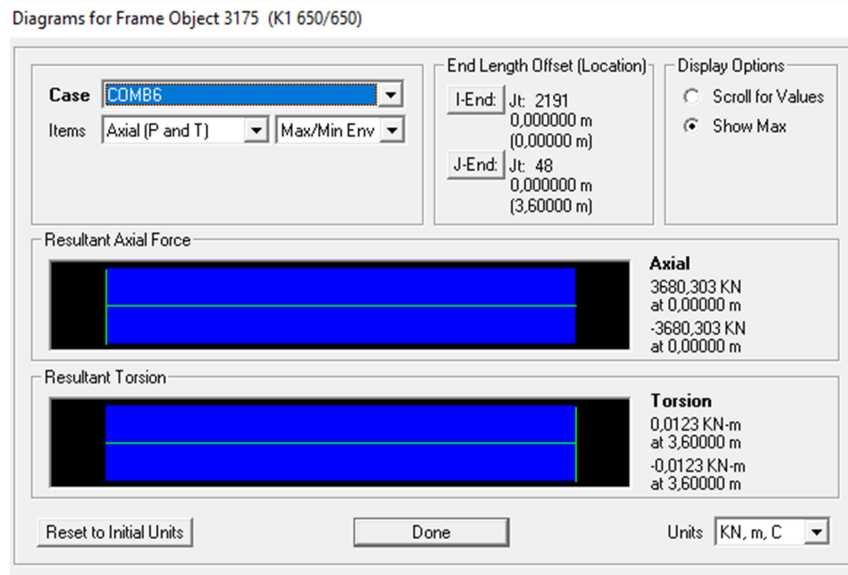 Diagrams for Frame Object 3175 (K1 650/650)
Case COMB6
Items Axial (P and T) Max/Min Env
End Length Offset (Location)
I-End: Jt: 2191
0,000000 m
(0,00000 m)
J-End: Jt: 48
0,000000 m
(3,60000 m)
Display Options
Scroll for Values
Show Max
Resultant Axial Force
Axial
3680,303 KN
at 0,00000 m
-3680,303 KN
at 0,00000 m
Resultant Torsion
Torsion
0,0123 KN-m
at 3,60000 m
-0,0123 KN-m
at 3,60000 m
Reset to Initial Units
Done
Units KN, m, C